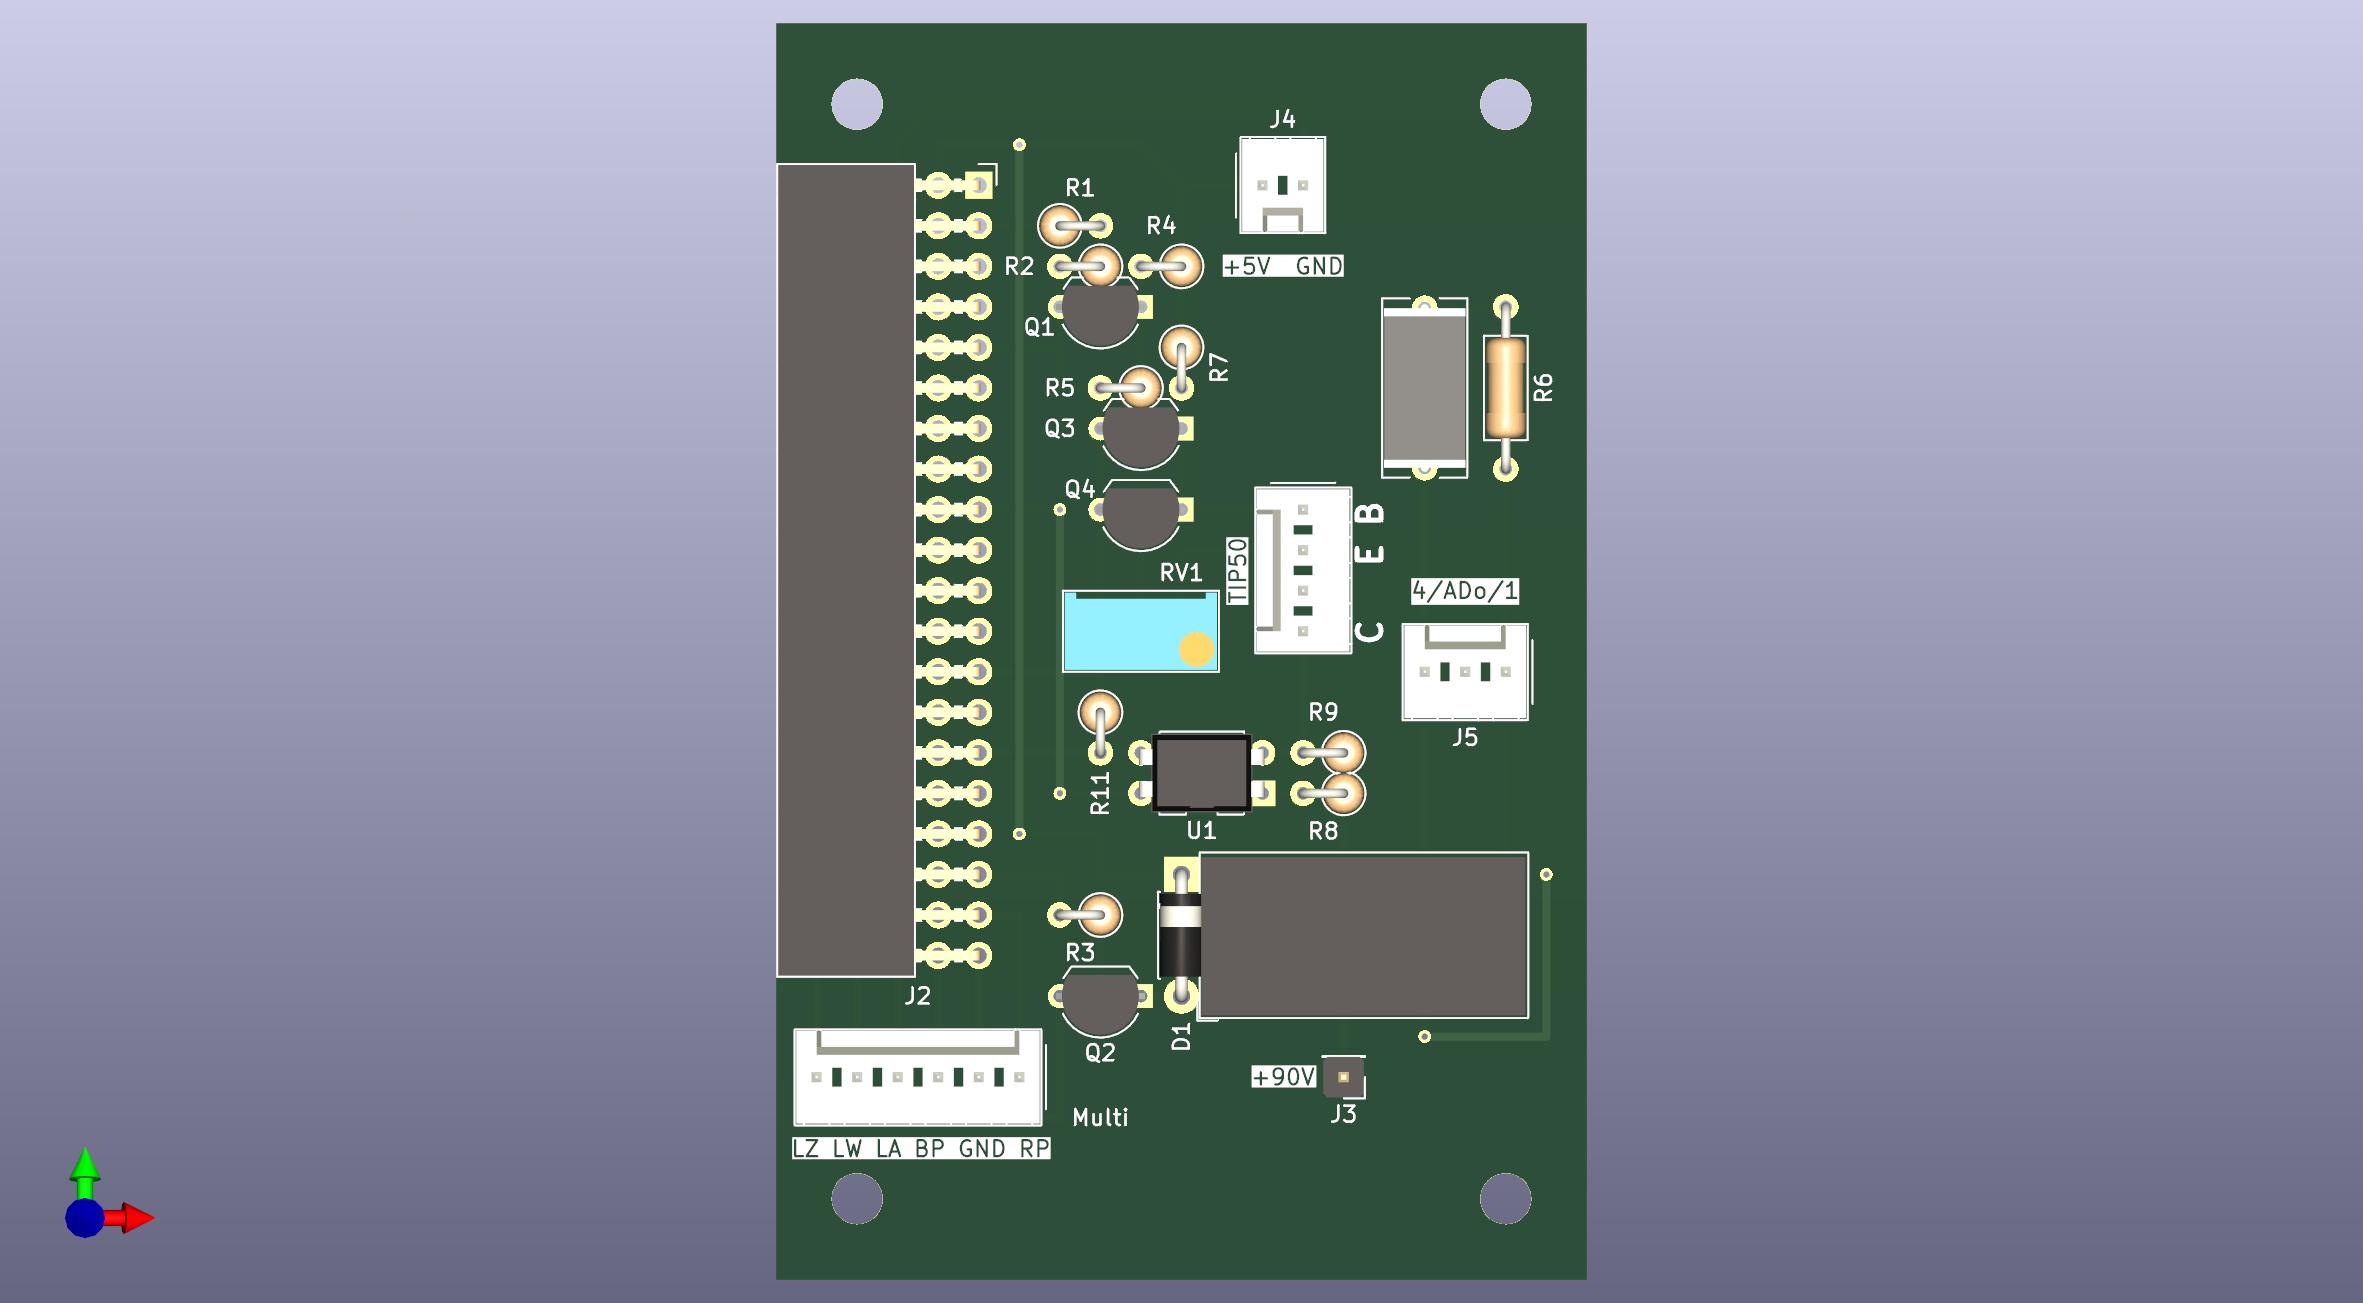 J4
R1
R4
R2
+5V GND
Q1
R7
R5
R6
Q3
Q4
B
E
TIP50
RV1
4/ADo/1
C
R9
J5
R11
U1
R8
R3
J2
D1
Q2
+90V
J3
Multi
LZ LW LA BP GND RP